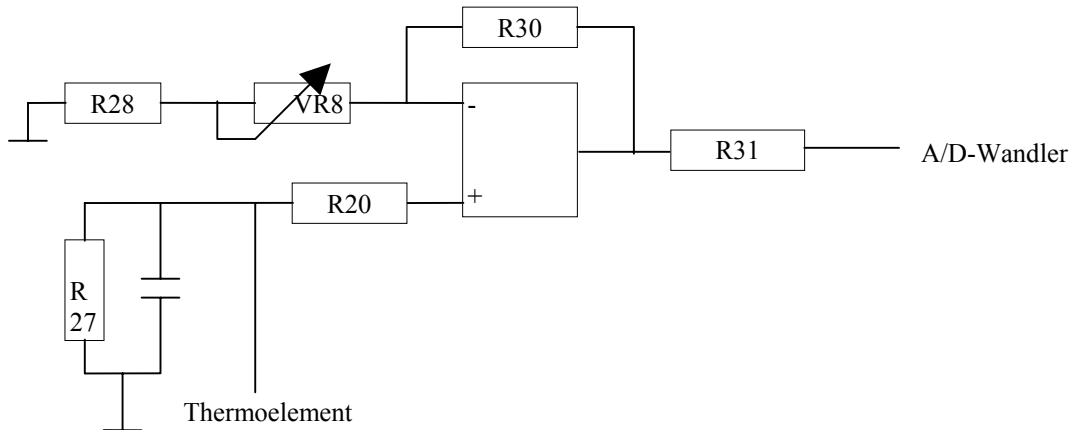 R30
R28
VR8
-
R31
A/D-Wandler
+
R20
R
27
Thermoelement